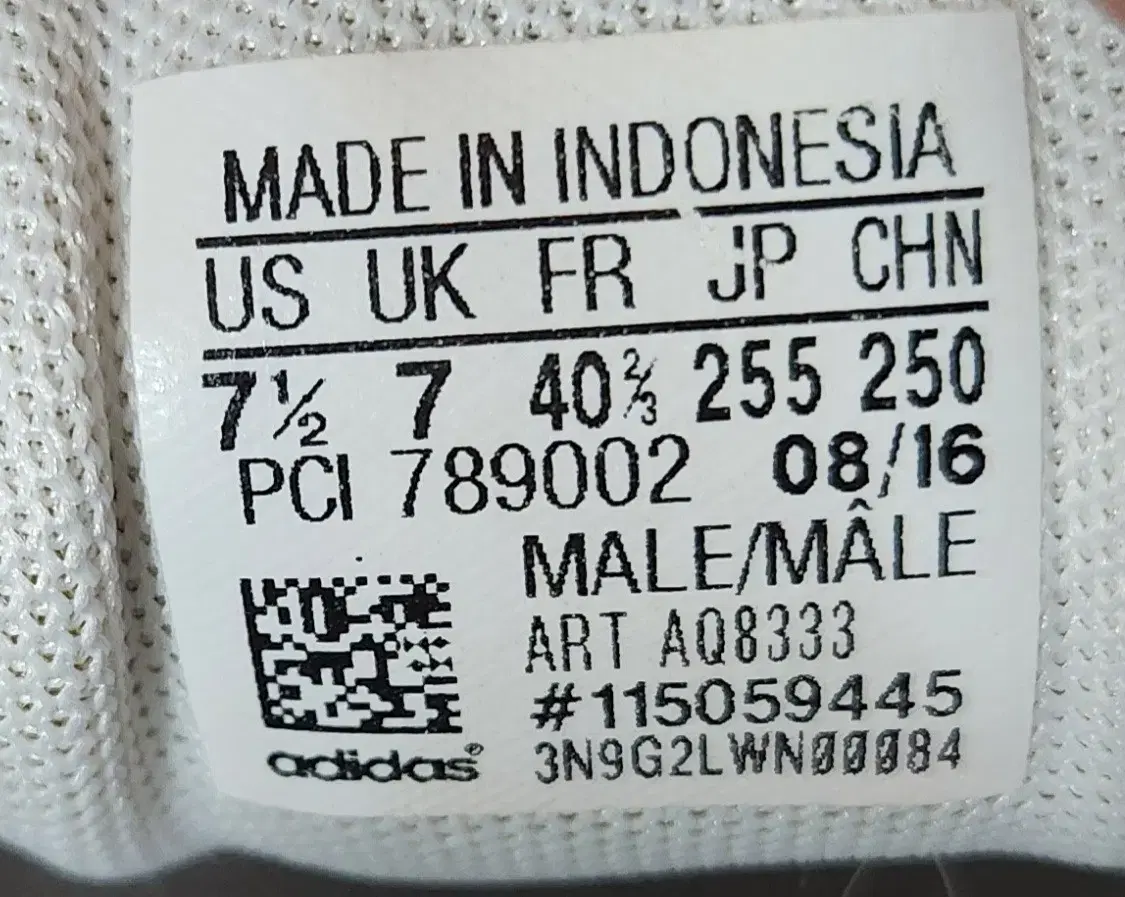 MADE IN INDONESIA
US UK FR JP CHN
7½ 7 40⅔ 255 250
PCI 789002 08/16
MALE/MÂLE
ART AQ8333
#115059445
adidas® 3N9G2LWN00084